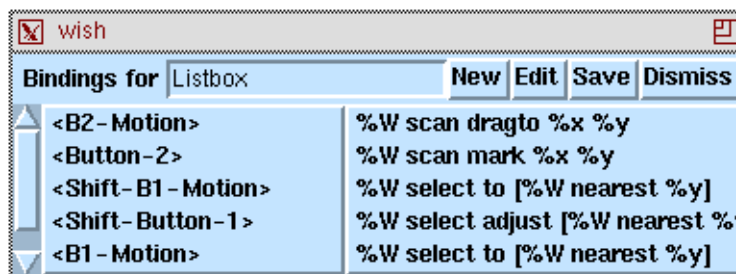 wish
Bindings for Listbox New Edit Save Dismiss
<B2-Motion> %W scan dragto %x %y
<Button-2> %W scan mark %x %y
<Shift-B1-Motion> %W select to [%W nearest %y]
<Shift-Button-1> %W select adjust [%W nearest
<B1-Motion> %W select to [%W nearest %y]